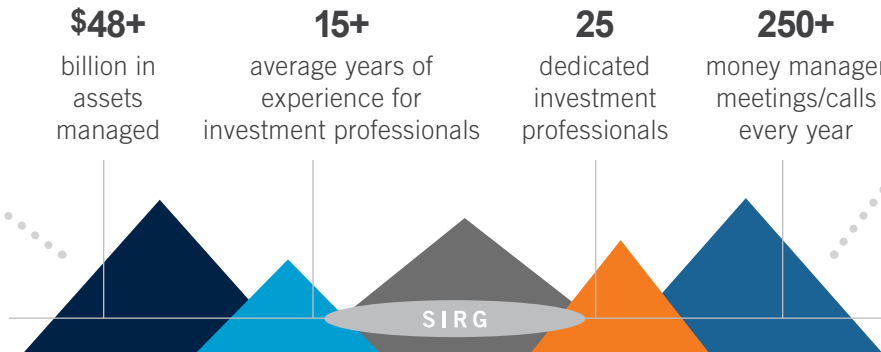 $48+
billion in
assets
managed
15+
average years of
experience for
investment professionals
25
dedicated
investment
professionals
250+
money manager
meetings/calls
every year
SIRG